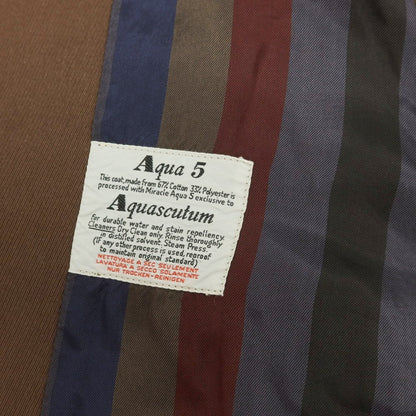 Aqua 5
This coat, made from 67% Cotton 33% Polyester is
processed with Miracle Aqua 5 exclusive to
Aquascutum
for durable water and stain repellency.
Cleaners Dry Clean only. Rinse thoroughly
in distilled solvent. Steam Press.
(If any other process is used, reproof
to maintain original standard)
NETTOYAGE A SEC SEULEMENT
LAVATURA A SECCO SOLAMENTE
NUR TROCKEN-REINIGEN